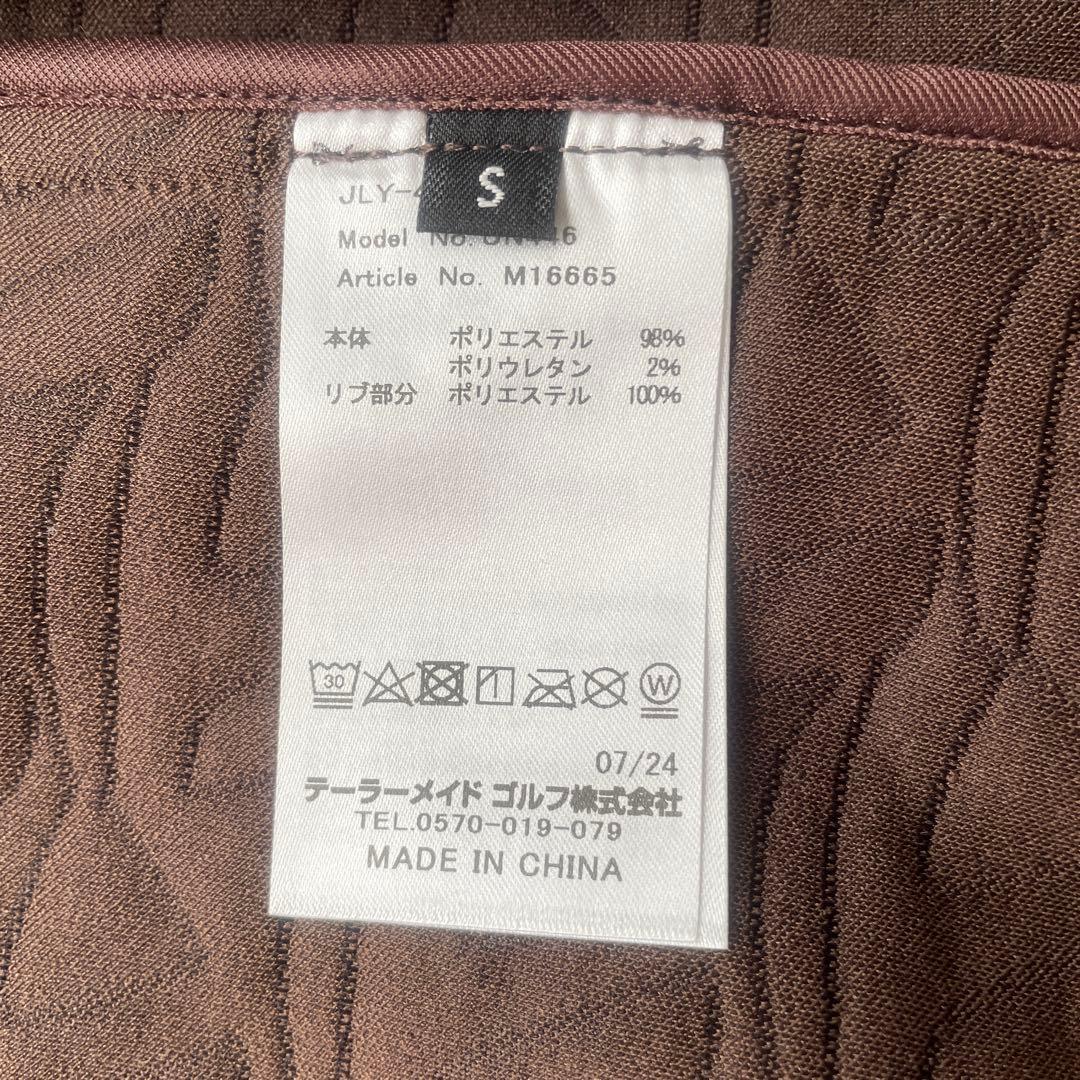 S
JLY-
Model No.
Article No. M16665
本体 ポリエステル 98%
ポリウレタン 2%
リブ部分 ポリエステル 100%
30
W
07/24
テーラーメイド ゴルフ株式会社
TEL.0570-019-079
MADE IN CHINA